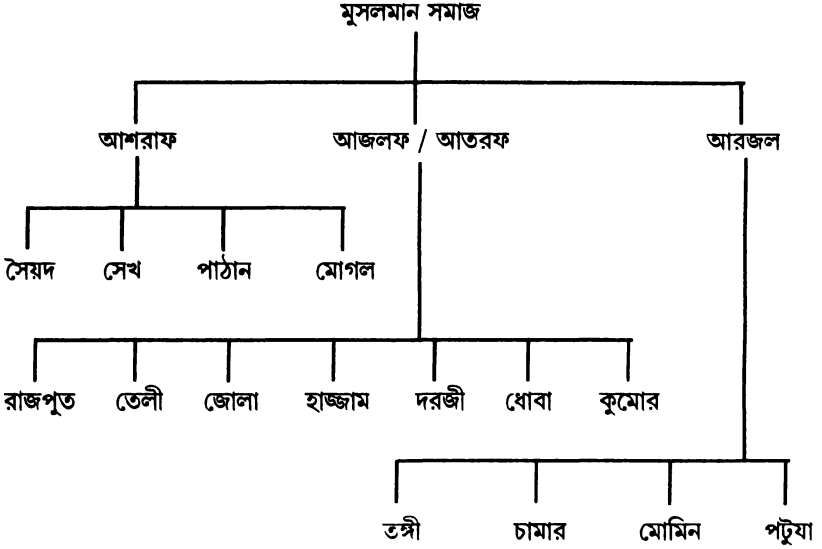 মুসলমান সমাজ
আশরাফ আজলফ / আতরফ আরজল
সৈয়দ সেখ পাঠান মোগল
রাজপুত তেলী জোলা হাজ্জাম দরজী ধোবা কুমোর
তঙ্গী চামার মোমিন পটুযা